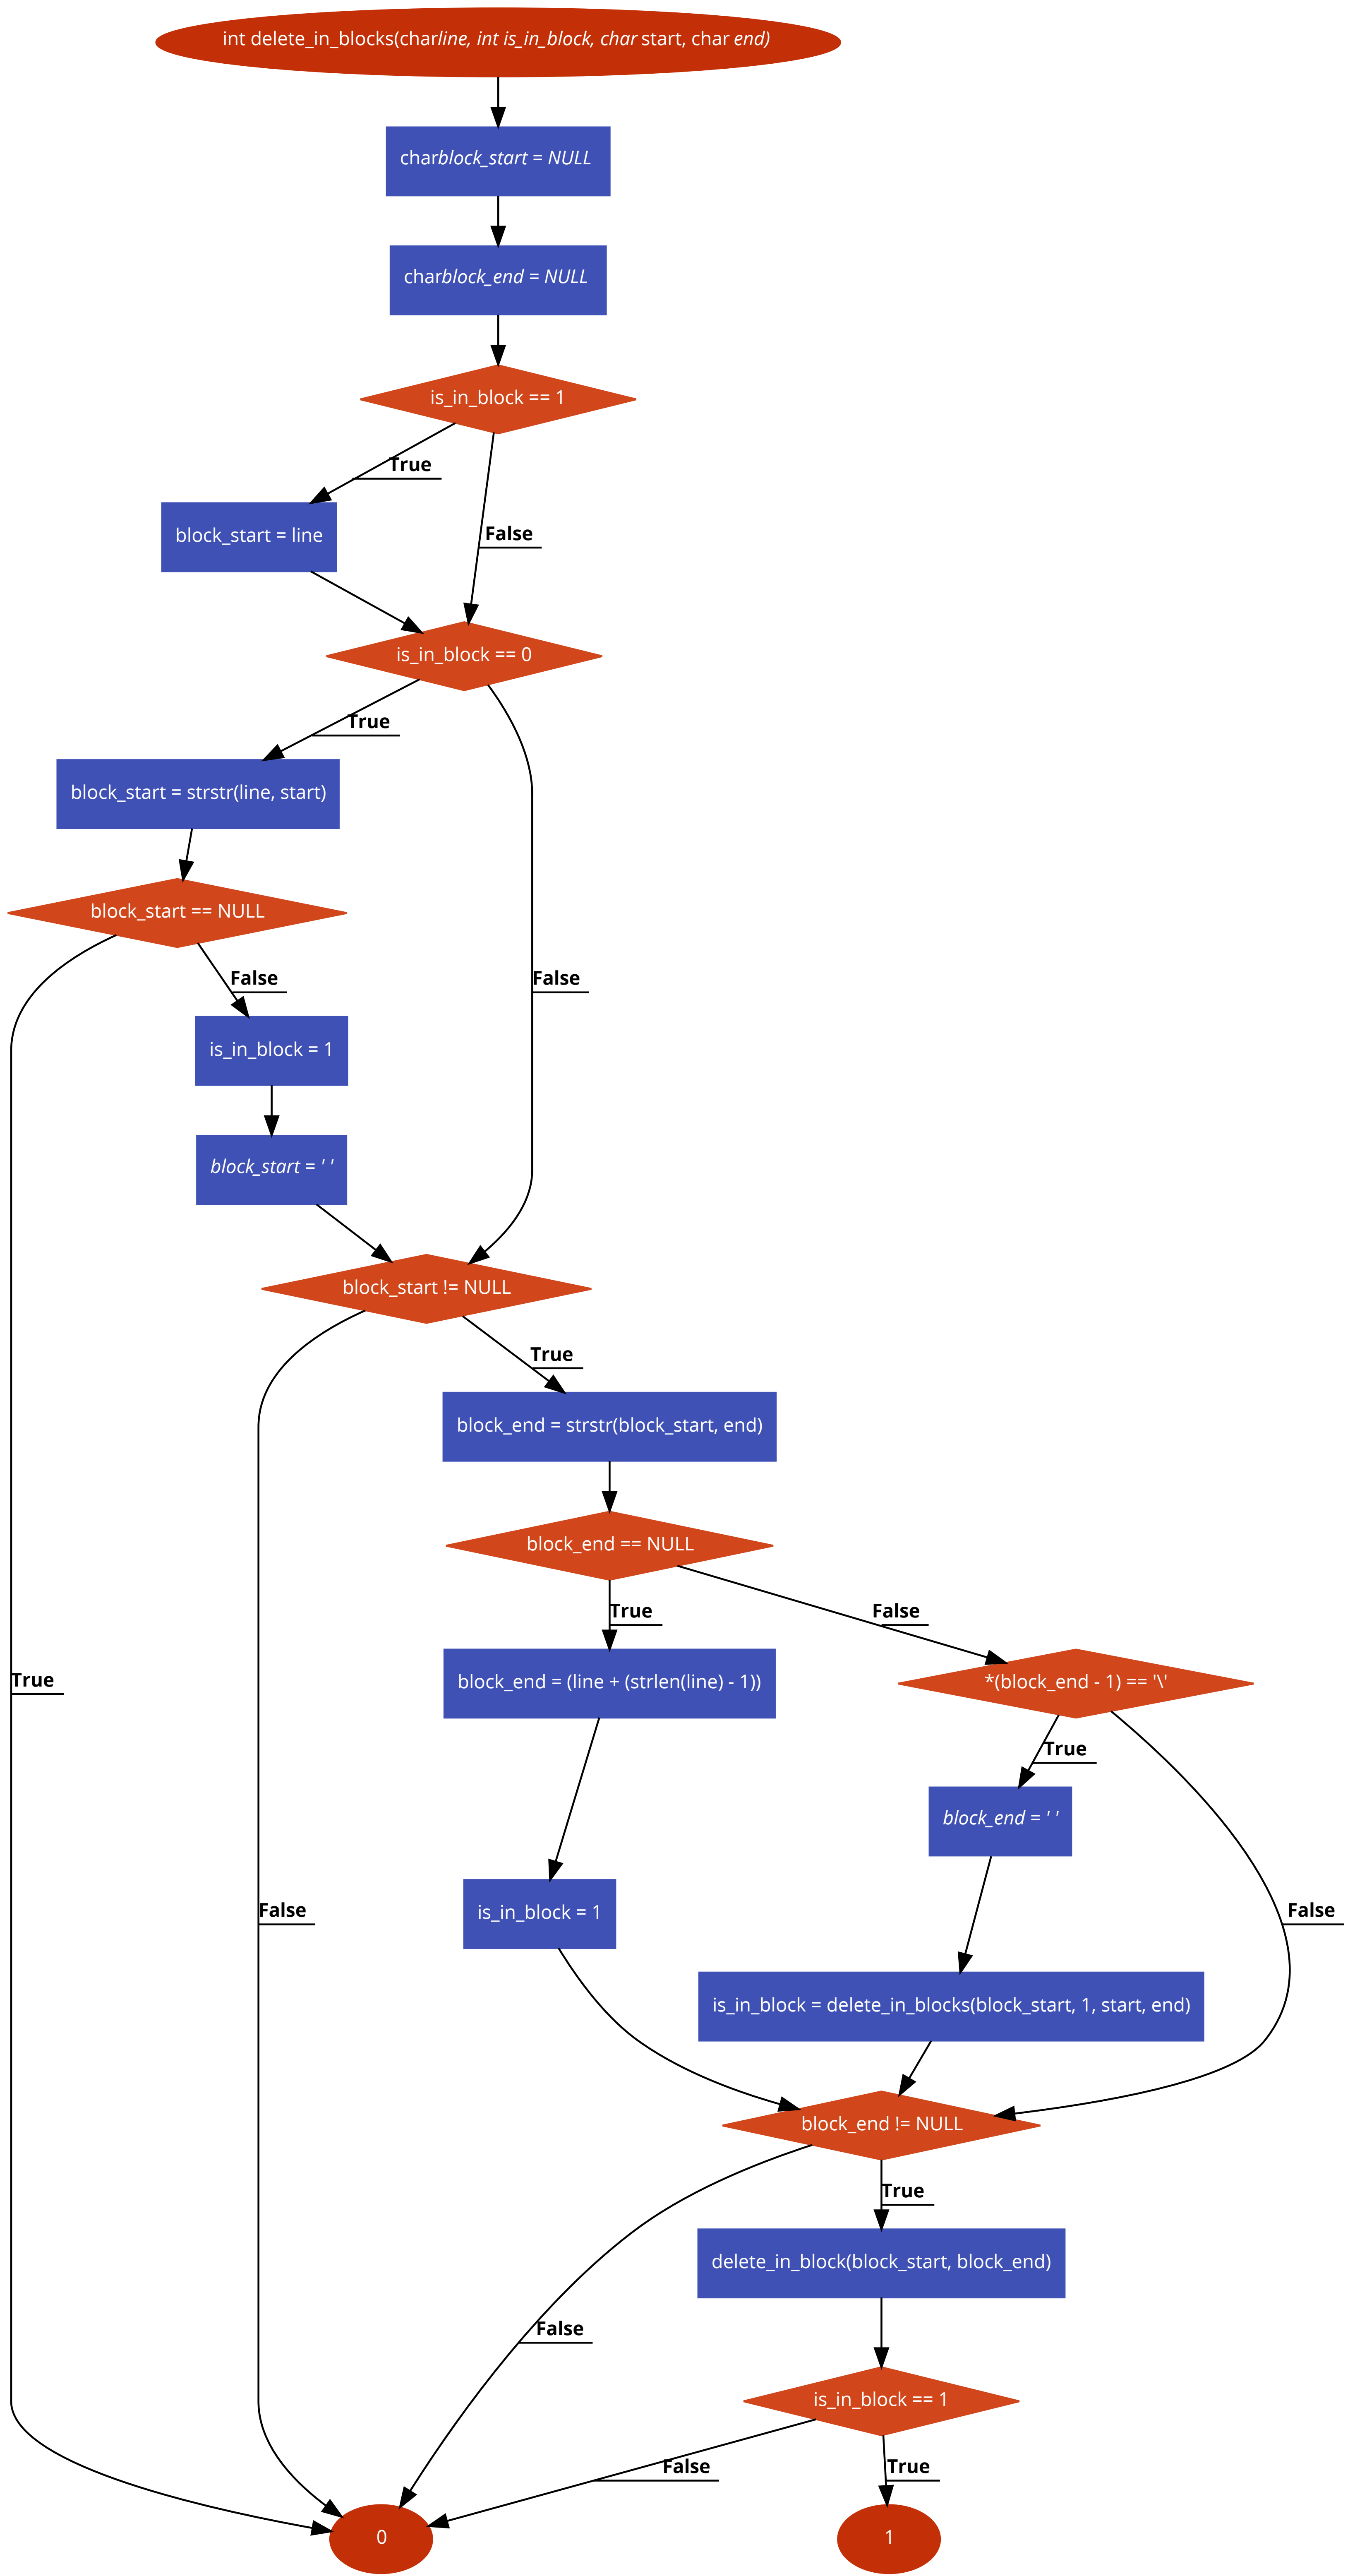 int delete_in_blocks(charline, int is_in_block, char start, char end)
charblock_start = NULL
charblock_end = NULL
is_in_block == 1
True
False
block_start = line
is_in_block == 0
True
block_start = strstr(line, start)
block_start == NULL
False
False
is_in_block = 1
block_start = ' '
block_start != NULL
True
block_end = strstr(block_start, end)
block_end == NULL
True
False
True
block_end = (line + (strlen(line) - 1))
*(block_end - 1) == '\'
True
block_end = ' '
False
is_in_block = 1
False
is_in_block = delete_in_blocks(block_start, 1, start, end)
block_end != NULL
True
delete_in_block(block_start, block_end)
False
is_in_block == 1
False
True
0
1